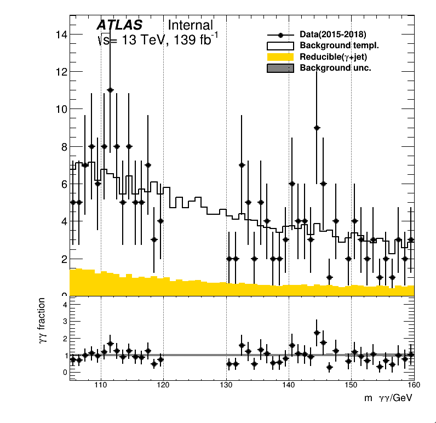 ATLAS Internal
√s= 13 TeV, 139 fb⁻¹
Data(2015-2018)
Background templ.
Reducible(γ+jet)
Background unc.
14
12
10
8
6
4
2
0
γγ fraction
4
3
2
1
0
110 120 130 140 150 160
m γγ/GeV